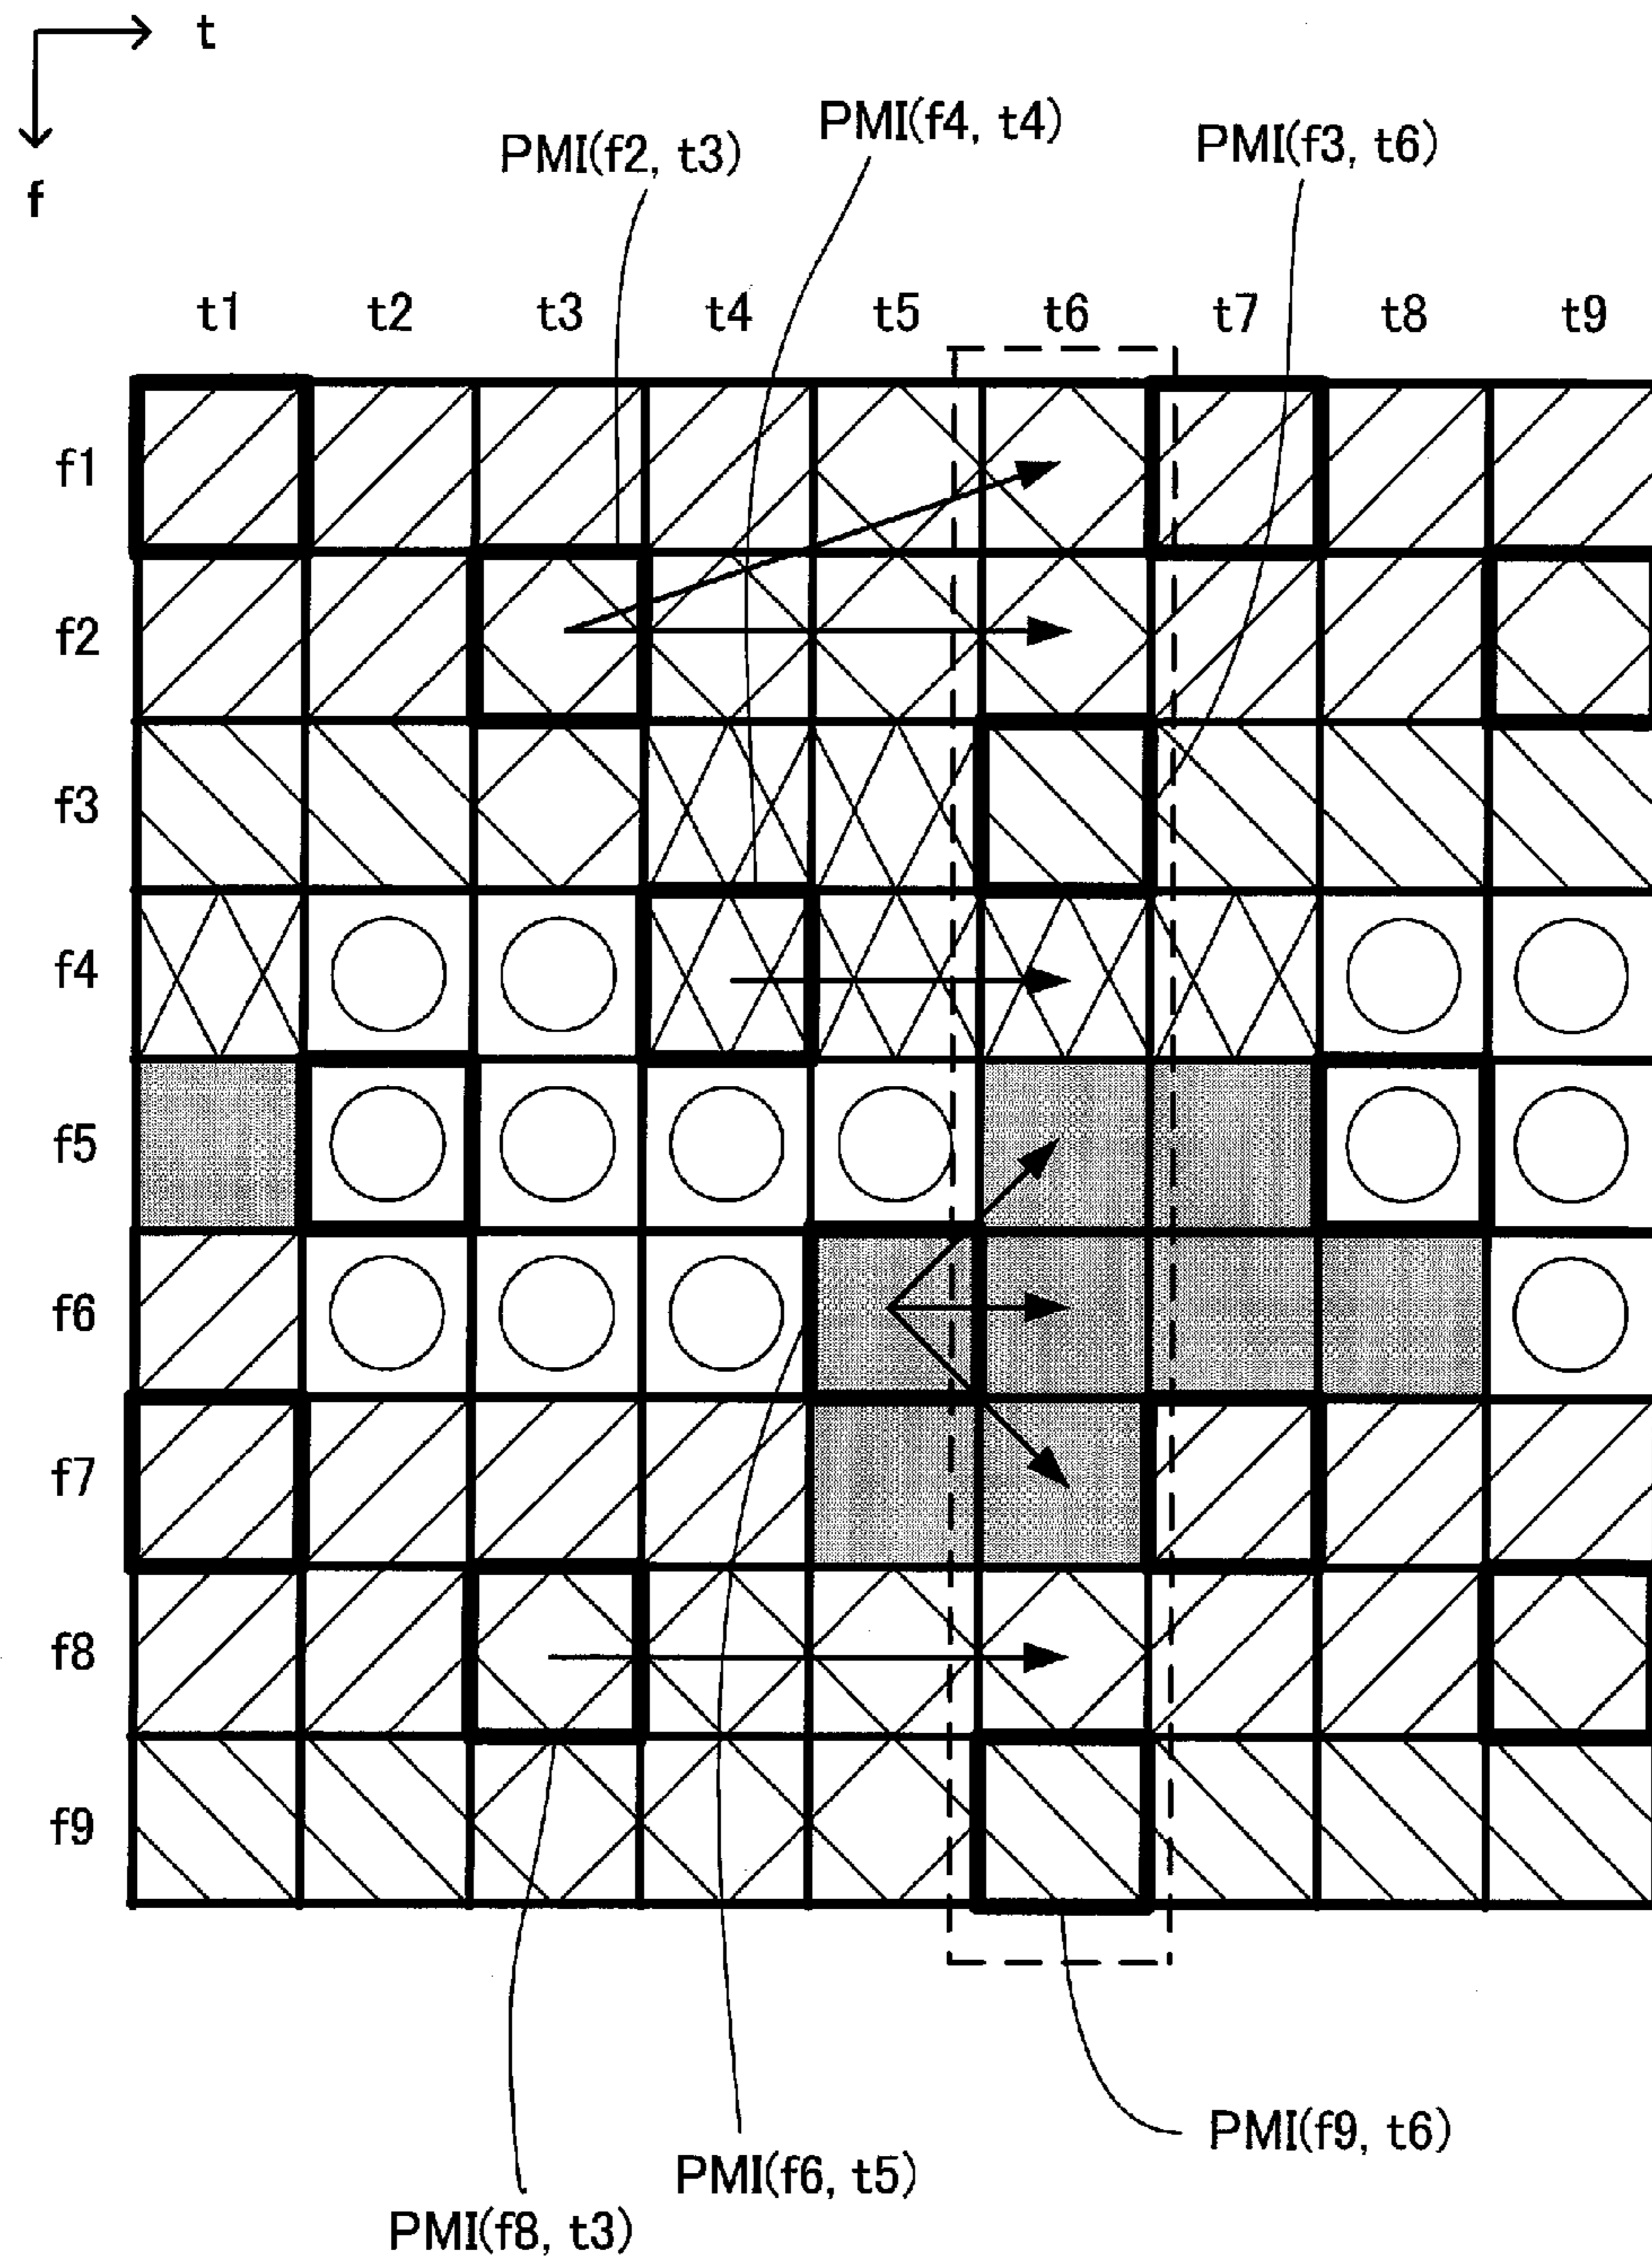 t
f
PMI(f2, t3)
PMI(f4, t4)
PMI(f3, t6)
t1 t2 t3 t4 t5 t6 t7 t8 t9
f1
f2
f3
f4
f5
f6
f7
f8
f9
PMI(f9, t6)
PMI(f6, t5)
PMI(f8, t3)